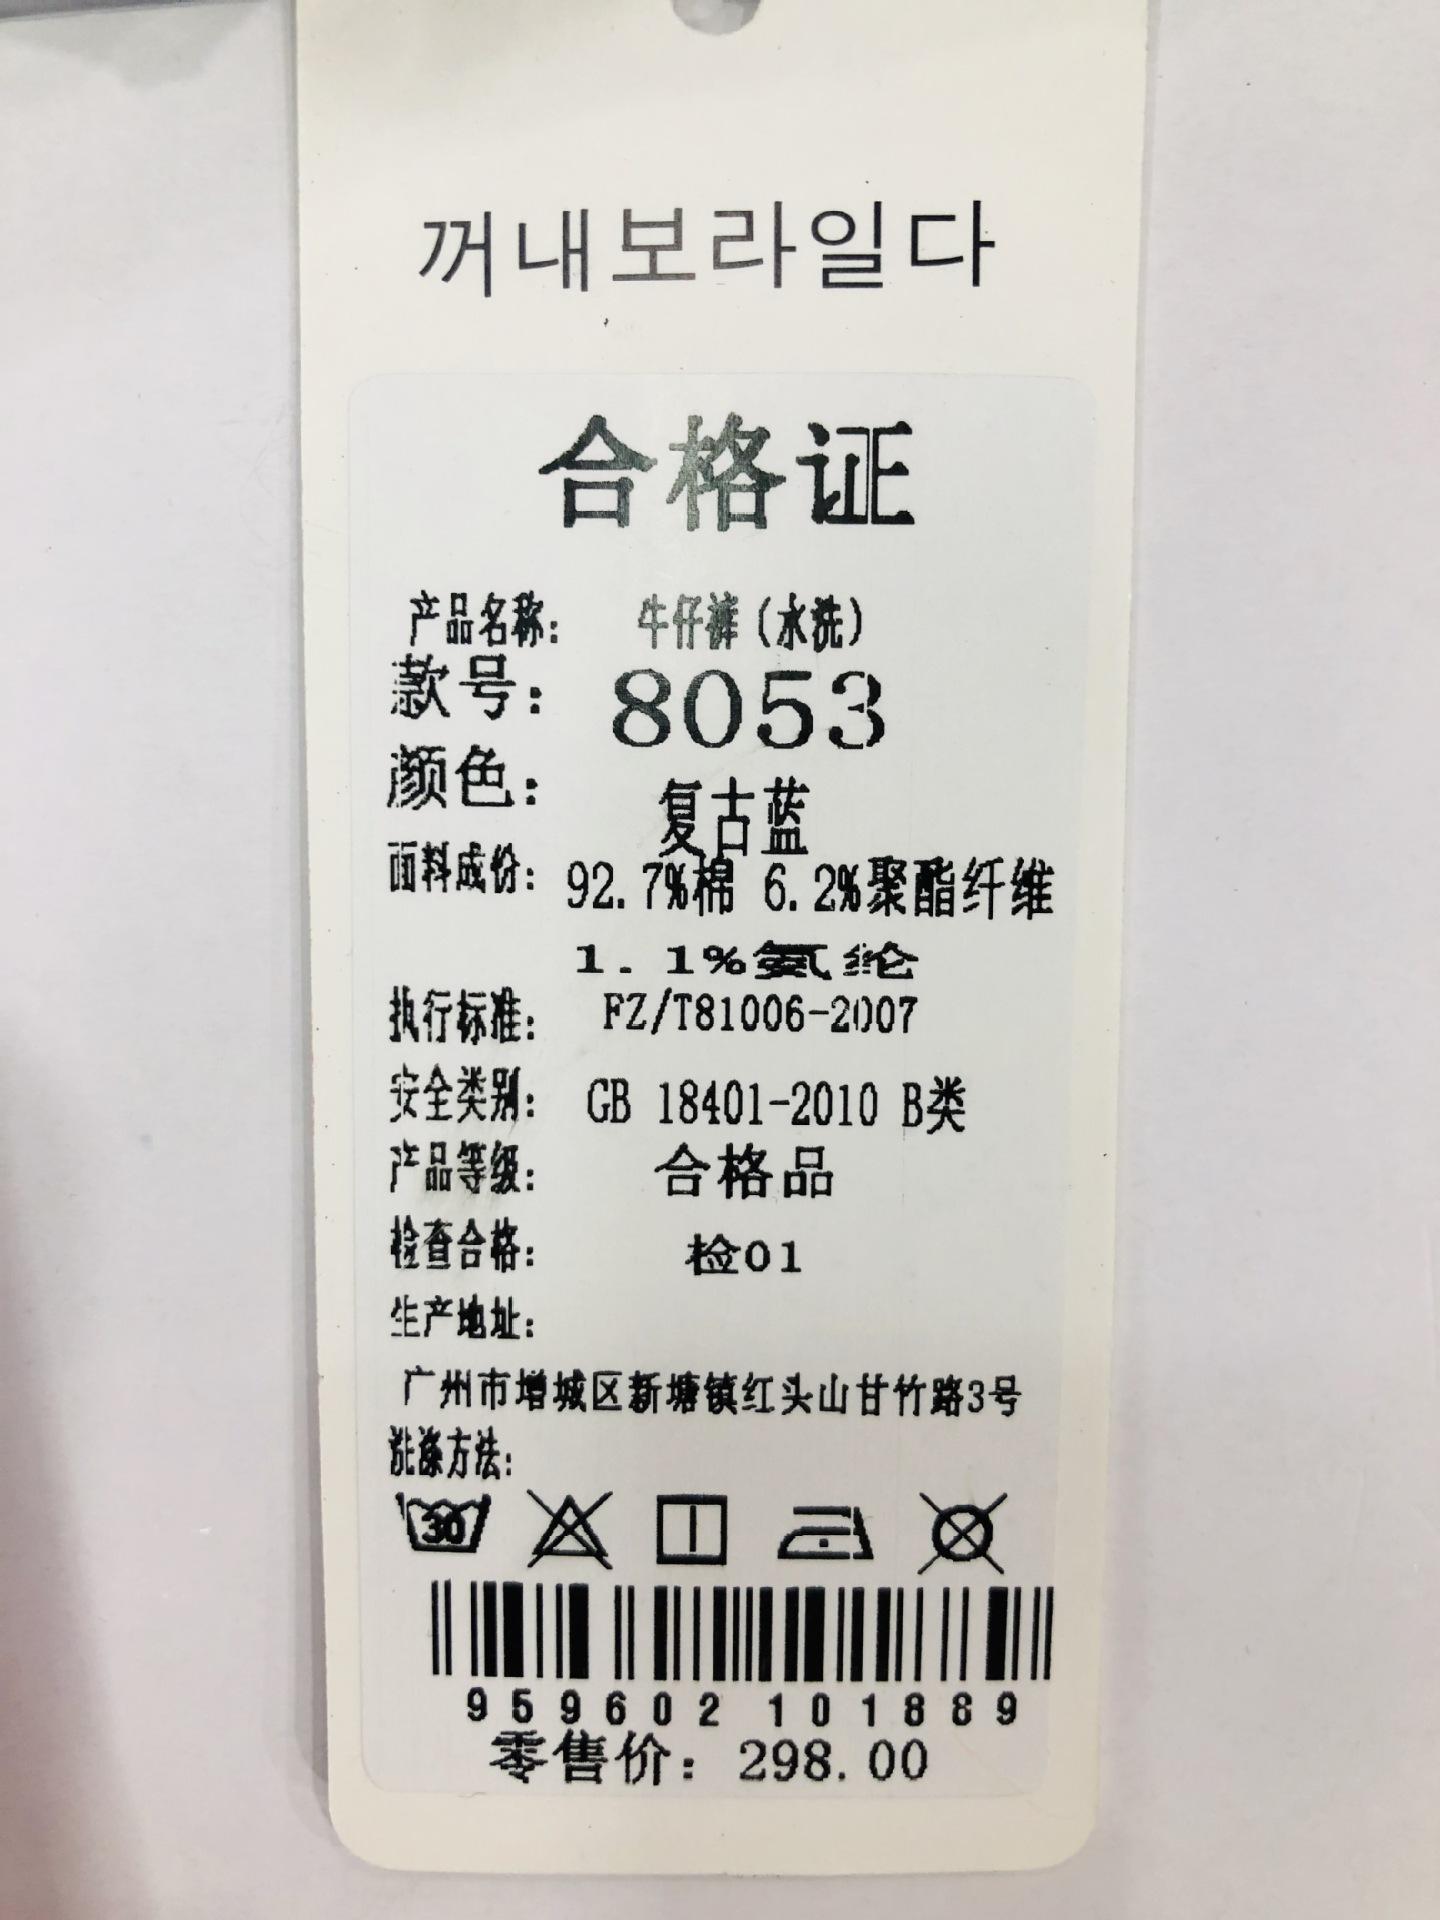 꺼내보라일다
合格证
产品名称： 牛仔裤(水洗)
款号： 8053
颜色： 复古蓝
面料成份： 92.7%棉 6.2%聚酯纤维
1.1%氨纶
执行标准： FZ/T81006-2007
安全类别： GB 18401-2010 B类
产品等级： 合格品
检查合格： 检01
生产地址：
广州市增城区新塘镇红头山甘竹路3号
洗涤方法：
30
959602101889
零售价：298.00